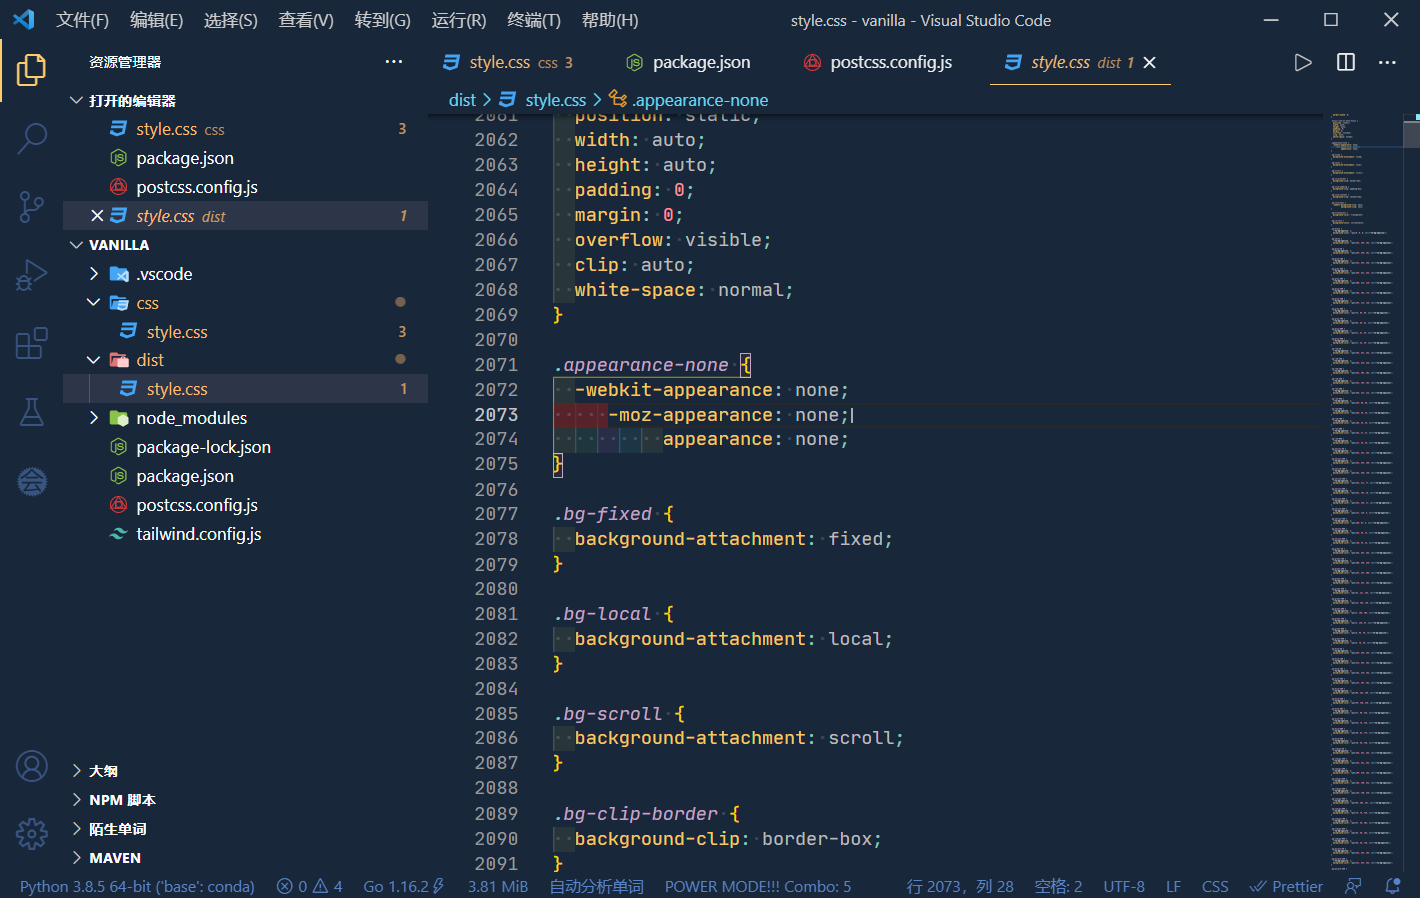 文件(F) 编辑(E) 选择(S) 查看(V) 转到(G) 运行(R) 终端(T) 帮助(H) style.css - vanilla - Visual Studio Code
资源管理器
打开的编辑器
style.css css 3
package.json
postcss.config.js
style.css dist 1
VANILLA
.vscode
css
style.css 3
dist
style.css 1
node_modules
package-lock.json
package.json
postcss.config.js
tailwind.config.js
大纲
NPM 脚本
陌生单词
MAVEN
style.css css 3 package.json postcss.config.js style.css dist 1
dist style.css .appearance-none
2061 position: static;
2062 width: auto;
2063 height: auto;
2064 padding: 0;
2065 margin: 0;
2066 overflow: visible;
2067 clip: auto;
2068 white-space: normal;
2069 }
2070
2071 .appearance-none {
2072 -webkit-appearance: none;
2073 -moz-appearance: none;
2074 appearance: none;
2075 }
2076
2077 .bg-fixed {
2078 background-attachment: fixed;
2079 }
2080
2081 .bg-local {
2082 background-attachment: local;
2083 }
2084
2085 .bg-scroll {
2086 background-attachment: scroll;
2087 }
2088
2089 .bg-clip-border {
2090 background-clip: border-box;
2091 }
Python 3.8.5 64-bit ('base': conda) 0 4 Go 1.16.2 3.81 MiB 自动分析单词 POWER MODE!!! Combo: 5 行 2073，列 28 空格: 2 UTF-8 LF CSS Prettier